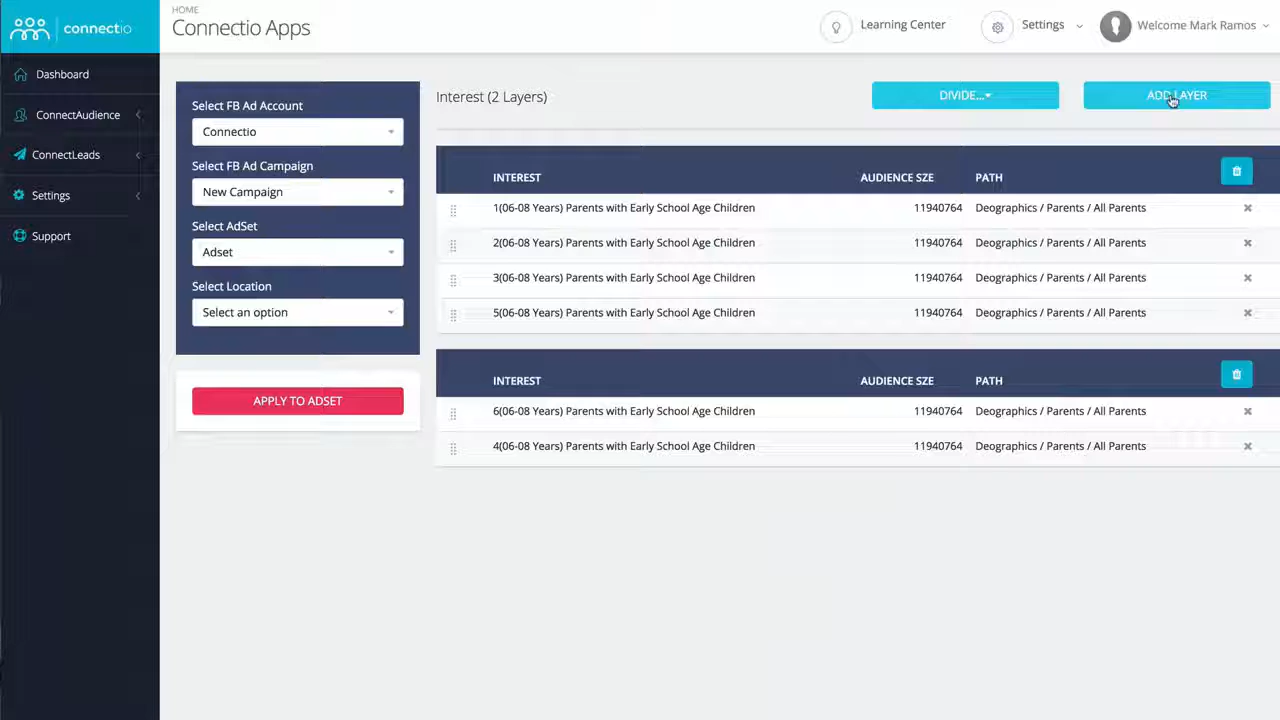 connectio
HOME
Connectio Apps
Learning Center
Settings
Welcome Mark Ramos
Dashboard
ConnectAudience
ConnectLeads
Settings
Support
Select FB Ad Account
Connectio
Select FB Ad Campaign
New Campaign
Select AdSet
Adset
Select Location
Select an option
APPLY TO ADSET
Interest (2 Layers)
DIVIDE...
ADD LAYER
INTEREST AUDIENCE SIZE PATH
1(06-08 Years) Parents with Early School Age Children 11940764 Deographics / Parents / All Parents
2(06-08 Years) Parents with Early School Age Children 11940764 Deographics / Parents / All Parents
3(06-08 Years) Parents with Early School Age Children 11940764 Deographics / Parents / All Parents
5(06-08 Years) Parents with Early School Age Children 11940764 Deographics / Parents / All Parents
INTEREST AUDIENCE SIZE PATH
6(06-08 Years) Parents with Early School Age Children 11940764 Deographics / Parents / All Parents
4(06-08 Years) Parents with Early School Age Children 11940764 Deographics / Parents / All Parents